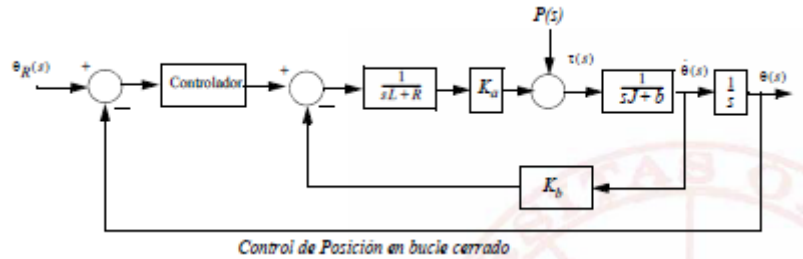 P(s)
θR(s)
+
−
Controlador
+
−
1
sL+R
Ka
τ(s)
1
sJ+b
θ̇(s)
1
s
θ(s)
Kb
Control de Posición en bucle cerrado